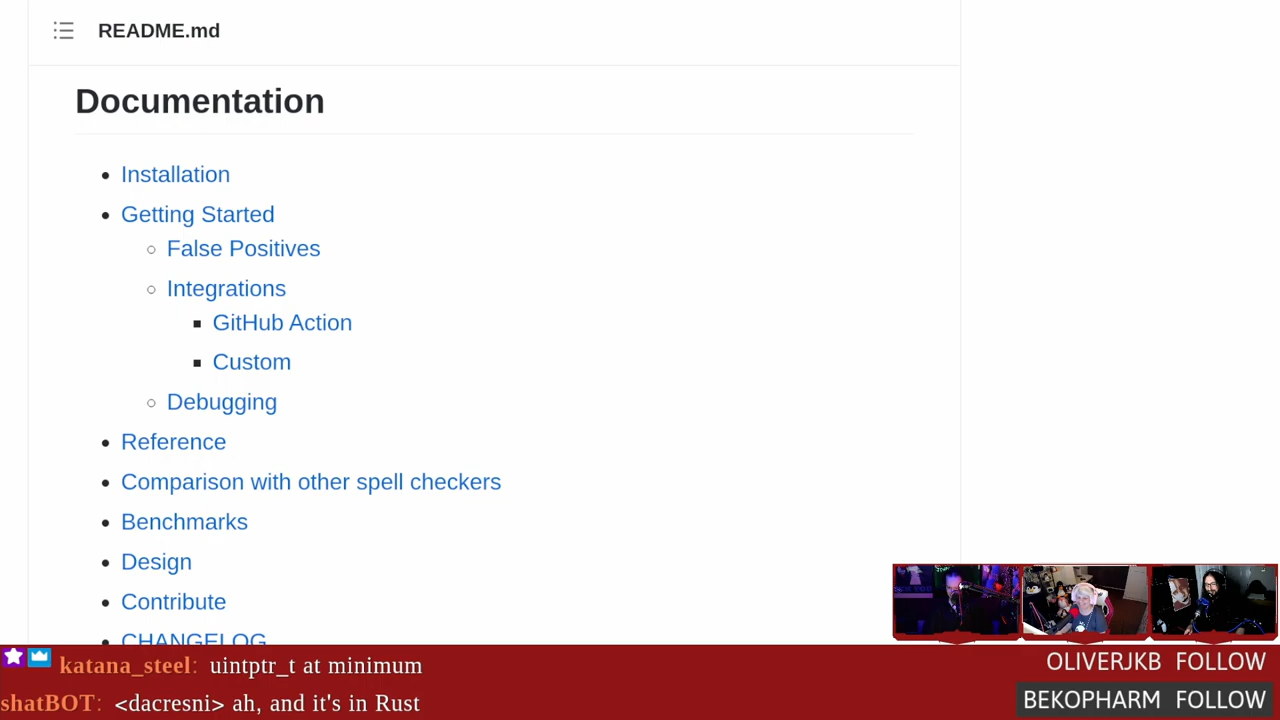 README.md
Documentation
Installation
Getting Started
False Positives
Integrations
GitHub Action
Custom
Debugging
Reference
Comparison with other spell checkers
Benchmarks
Design
Contribute
CHANGELOG
katana_steel: uintptr_t at minimum
shatBOT: <dacresni> ah, and it's in Rust
OLIVERJKB FOLLOW
BEKOPHARM FOLLOW